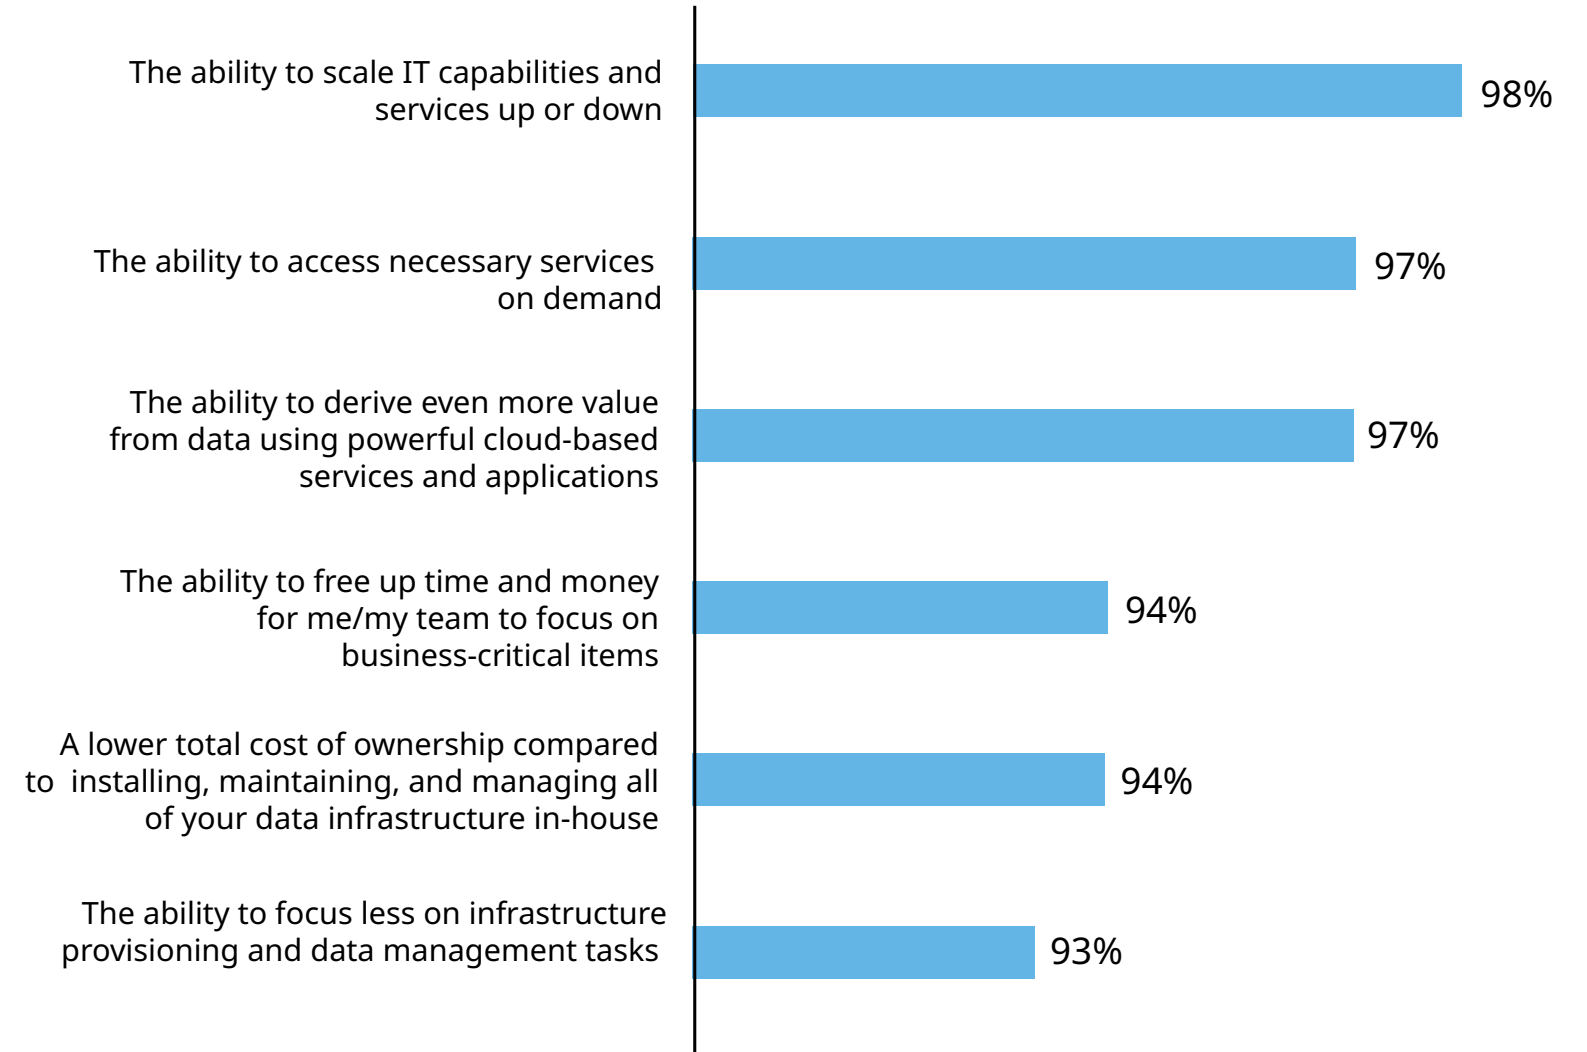 The ability to scale IT capabilities and
services up or down
98%
The ability to access necessary services
on demand
97%
The ability to derive even more value
from data using powerful cloud-based
services and applications
97%
The ability to free up time and money
for me/my team to focus on
business-critical items
94%
A lower total cost of ownership compared
to  installing, maintaining, and managing all
of your data infrastructure in-house
94%
The ability to focus less on infrastructure
provisioning and data management tasks
93%